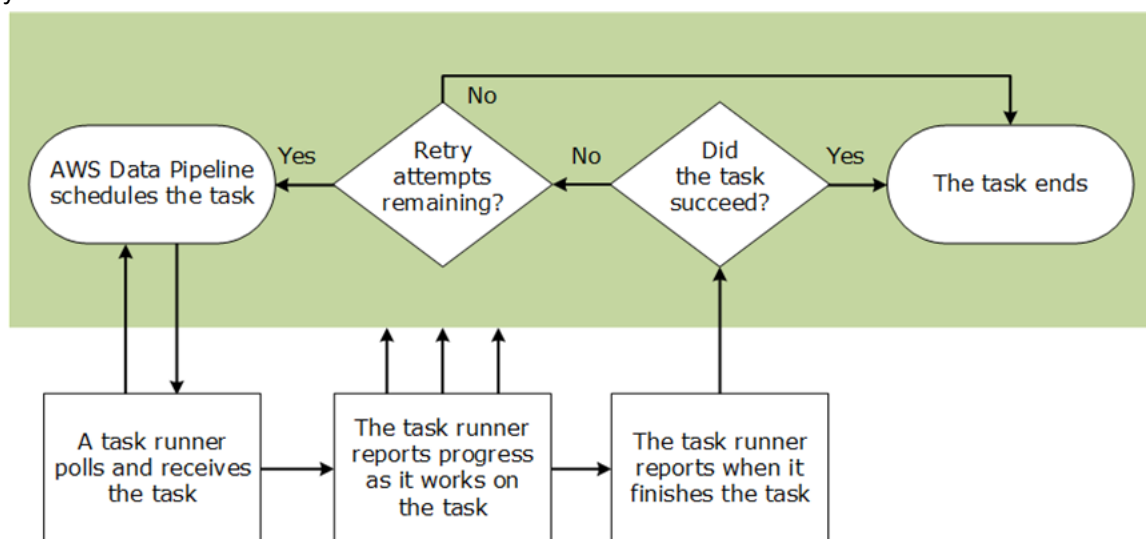 No
AWS Data Pipeline
schedules the task
Yes
Retry
attempts
remaining?
No
Did
the task
succeed?
Yes
The task ends
A task runner
polls and receives
the task
The task runner
reports progress
as it works on
the task
The task runner
reports when it
finishes the task